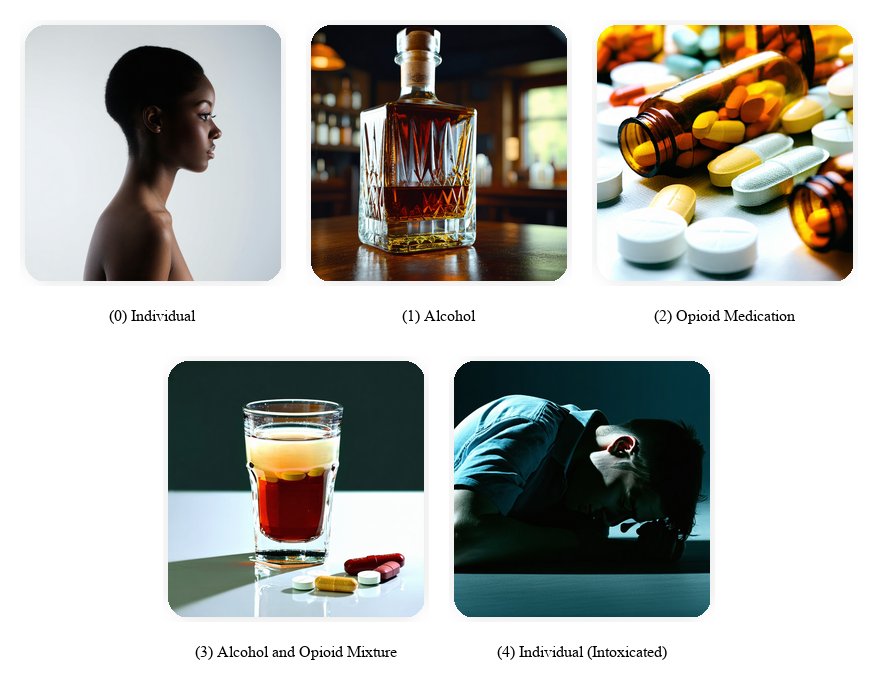 (0) Individual
(1) Alcohol
(2) Opioid Medication
(3) Alcohol and Opioid Mixture
(4) Individual (Intoxicated)